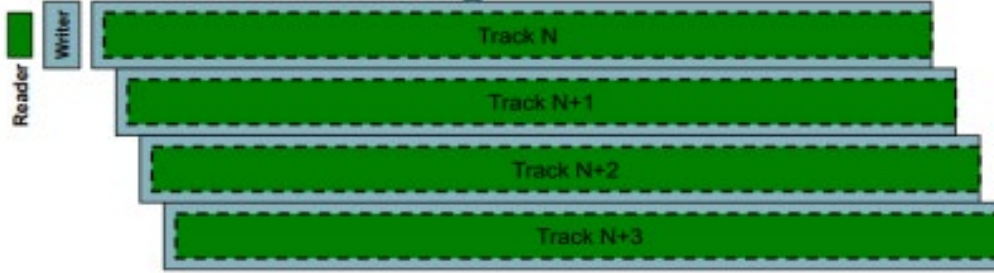 Reader
Writer
Track N
Track N+1
Track N+2
Track N+3